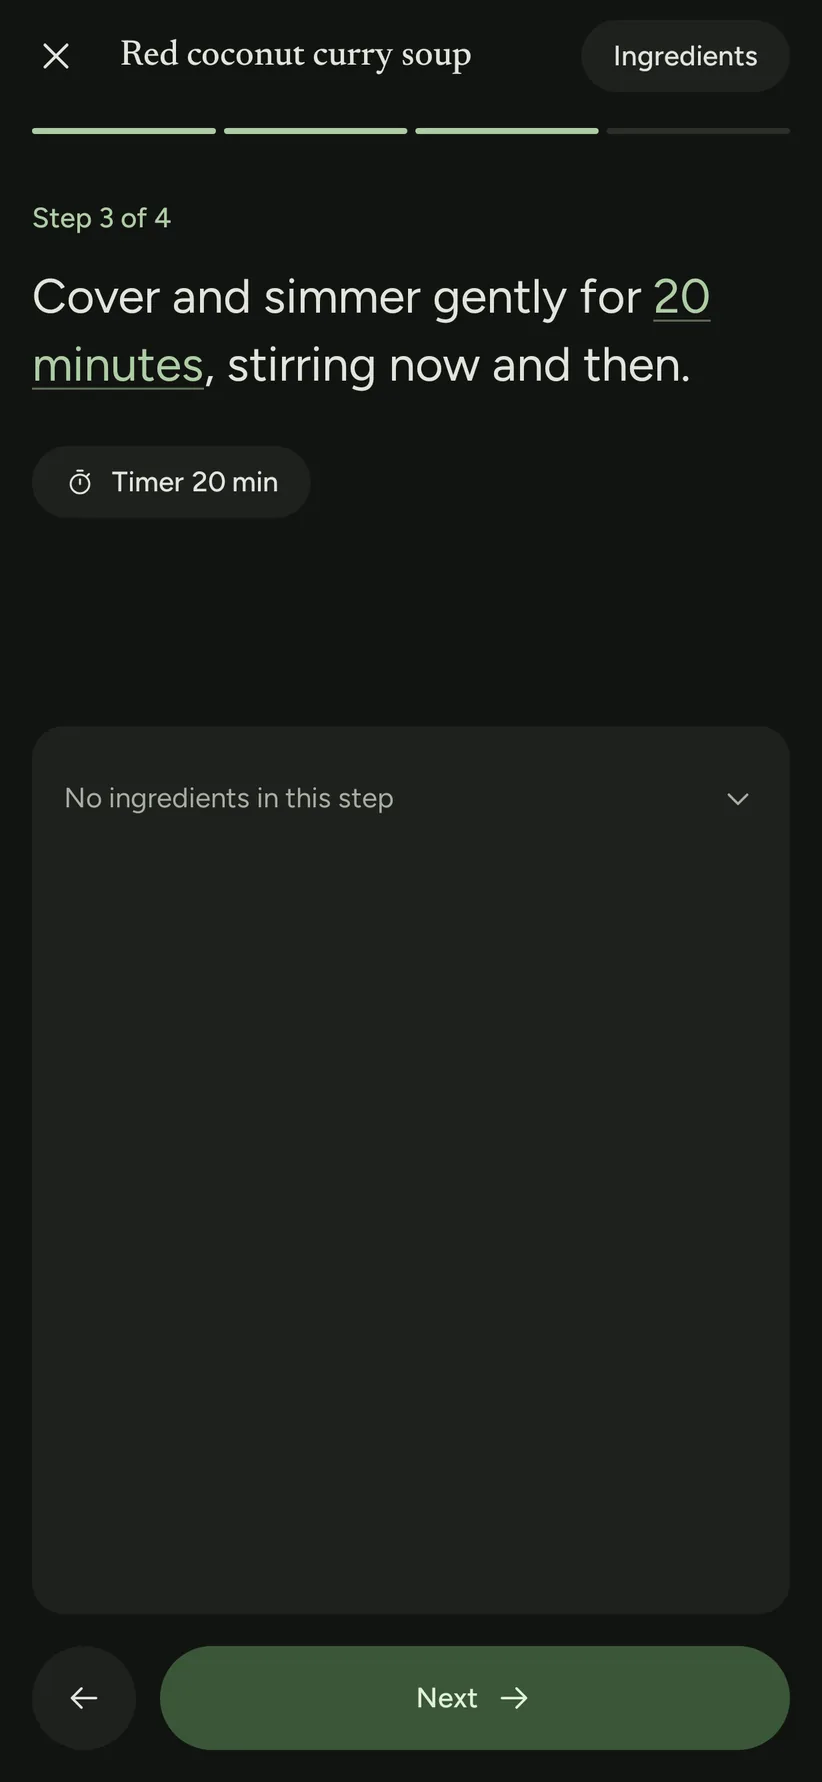 Red coconut curry soup
Ingredients
Step 3 of 4
Cover and simmer gently for 20
minutes, stirring now and then.
Timer 20 min
No ingredients in this step
Next